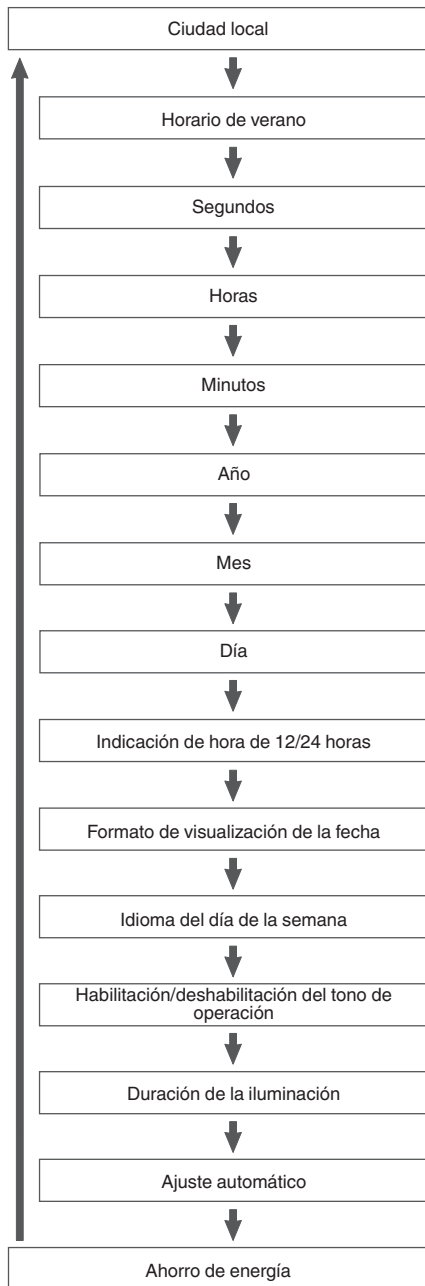 Ciudad local
Horario de verano
Segundos
Horas
Minutos
Año
Mes
Día
Indicación de hora de 12/24 horas
Formato de visualización de la fecha
Idioma del día de la semana
Habilitación/deshabilitación del tono de
operación
Duración de la iluminación
Ajuste automático
Ahorro de energía